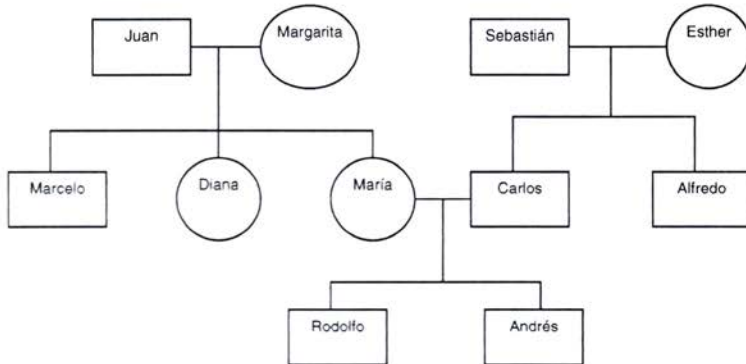 Juan
Margarita
Sebastián
Esther
Marcelo
Diana
María
Carlos
Alfredo
Rodolfo
Andrés